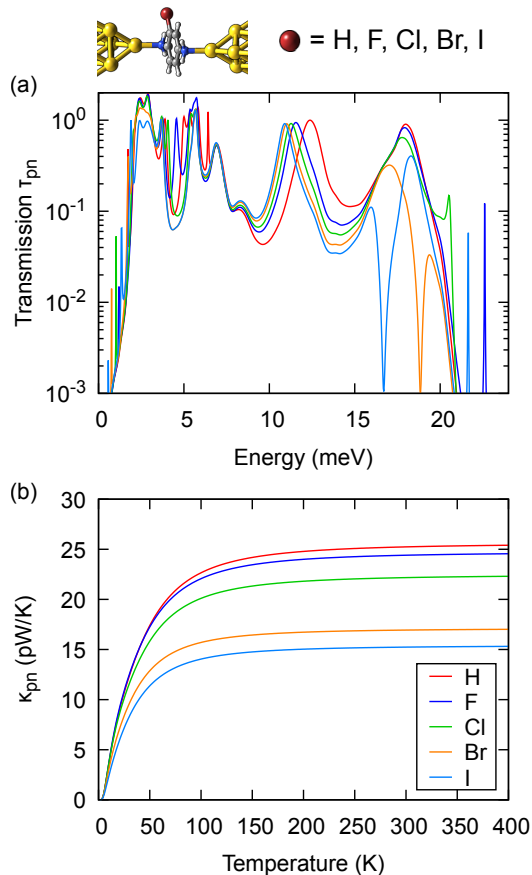 = H, F, Cl, Br, I
(a)
Transmission τpn
10⁰
10⁻¹
10⁻²
10⁻³
0 5 10 15 20
Energy (meV)
(b)
κpn (pW/K)
30
25
20
15
10
5
0
0 50 100 150 200 250 300 350 400
Temperature (K)
H
F
Cl
Br
I